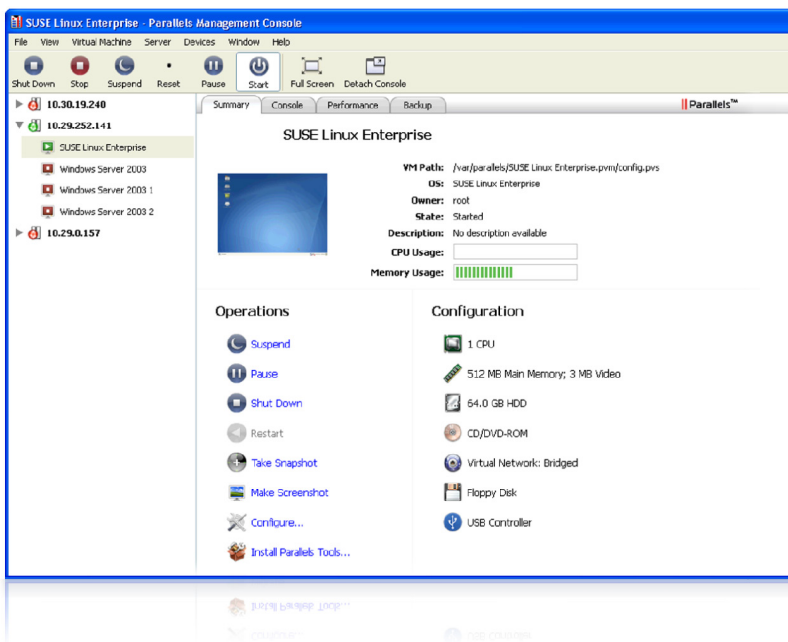 SUSE Linux Enterprise - Parallels Management Console
File View Virtual Machine Server Devices Window Help
Shut Down Stop Suspend Reset Pause Start Full Screen Detach Console
10.30.19.240
10.29.252.141
SUSE Linux Enterprise
Windows Server 2003
Windows Server 2003 1
Windows Server 2003 2
10.29.0.157
Summary Console Performance Backup
Parallels™
SUSE Linux Enterprise
VM Path: /var/parallels/SUSE Linux Enterprise.pvm/config.pvs
OS: SUSE Linux Enterprise
Owner: root
State: Started
Description: No description available
CPU Usage:
Memory Usage:
Operations
Suspend
Pause
Shut Down
Restart
Take Snapshot
Make Screenshot
Configure...
Install Parallels Tools...
Configuration
1 CPU
512 MB Main Memory; 3 MB Video
64.0 GB HDD
CD/DVD-ROM
Virtual Network: Bridged
Floppy Disk
USB Controller